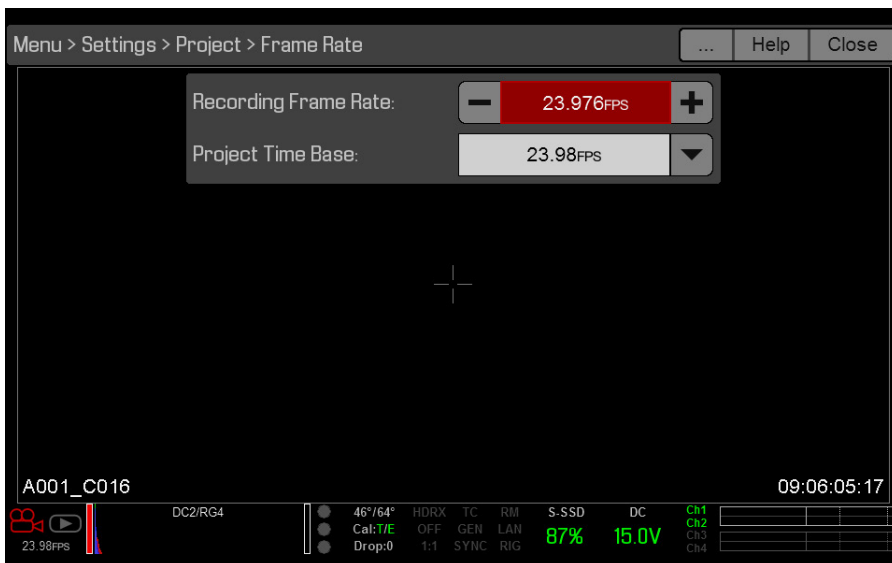 Menu > Settings > Project > Frame Rate ... Help Close
Recording Frame Rate: 23.976FPS
Project Time Base: 23.98FPS
A001_C016 09:06:05:17
DC2/RG4 46°/64° HDRX TC RM S-SSD DC Ch1
Cal:T/E OFF GEN LAN 87% 15.0V Ch2
Ch3
23.98FPS Drop:0 1:1 SYNC RIG Ch4